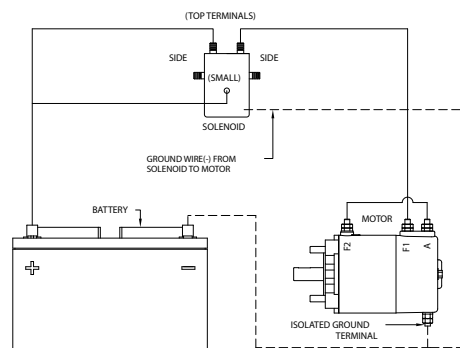 (TOP TERMINALS)
SIDE
SIDE
(SMALL)
SOLENOID
GROUND WIRE(-) FROM
SOLENOID TO MOTOR
BATTERY
MOTOR
F2
F1
A
+
−
ISOLATED GROUND
TERMINAL